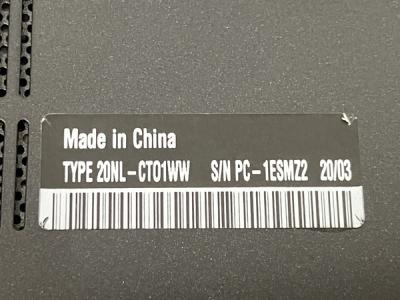 Made in China
TYPE 20NL-CTO1WW S/N PC-1ESMZ2 20/03